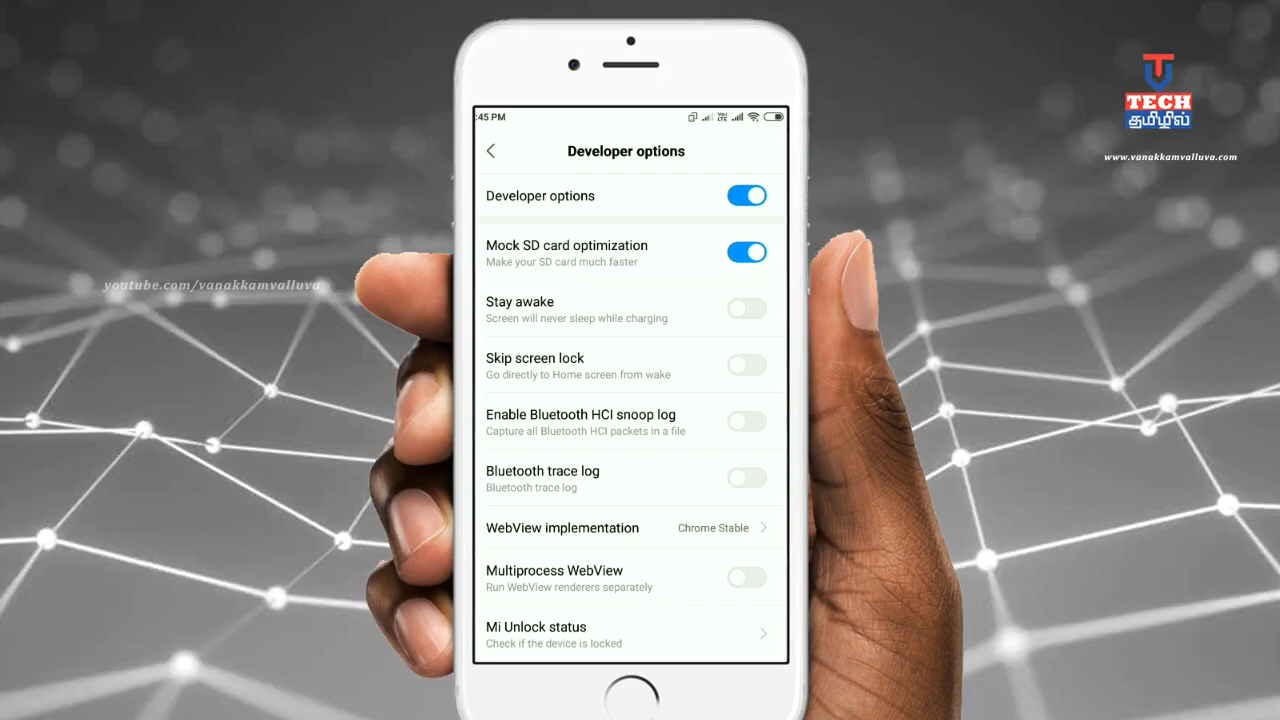 TECH
தமிழில்
www.vanakkamvalluva.com
youtube.com/vanakkamvalluva
:45 PM
VoLTE
Developer options
Developer options
Mock SD card optimization
Make your SD card much faster
Stay awake
Screen will never sleep while charging
Skip screen lock
Go directly to Home screen from wake
Enable Bluetooth HCI snoop log
Capture all Bluetooth HCI packets in a file
Bluetooth trace log
Bluetooth trace log
WebView implementation Chrome Stable
Multiprocess WebView
Run WebView renderers separately
Mi Unlock status
Check if the device is locked